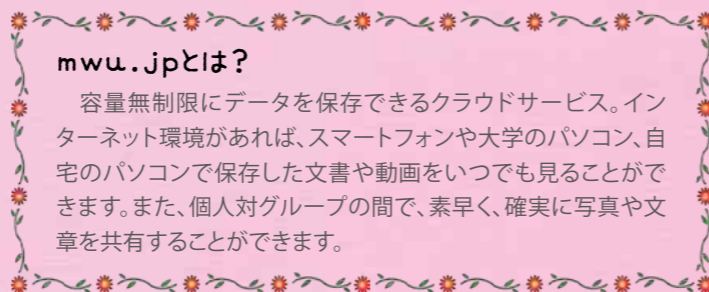 mwu.jpとは？
　容量無制限にデータを保存できるクラウドサービス。イン
ターネット環境があれば、スマートフォンや大学のパソコン、自
宅のパソコンで保存した文書や動画をいつでも見ることがで
きます。また、個人対グループの間で、素早く、確実に写真や文
章を共有することができます。